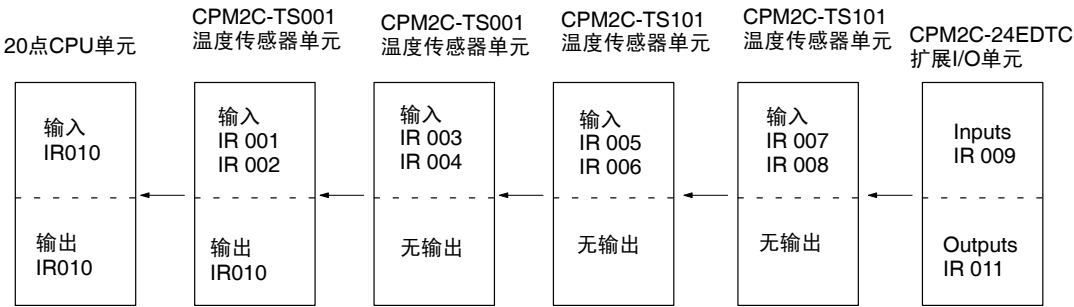 20点CPU单元
CPM2C-TS001
温度传感器单元
CPM2C-TS001
温度传感器单元
CPM2C-TS101
温度传感器单元
CPM2C-TS101
温度传感器单元
CPM2C-24EDTC
扩展I/O单元
输入
IR010
输入
IR 001
IR 002
输入
IR 003
IR 004
输入
IR 005
IR 006
输入
IR 007
IR 008
Inputs
IR 009
输出
IR010
输出
IR010
无输出
无输出
无输出
Outputs
IR 011